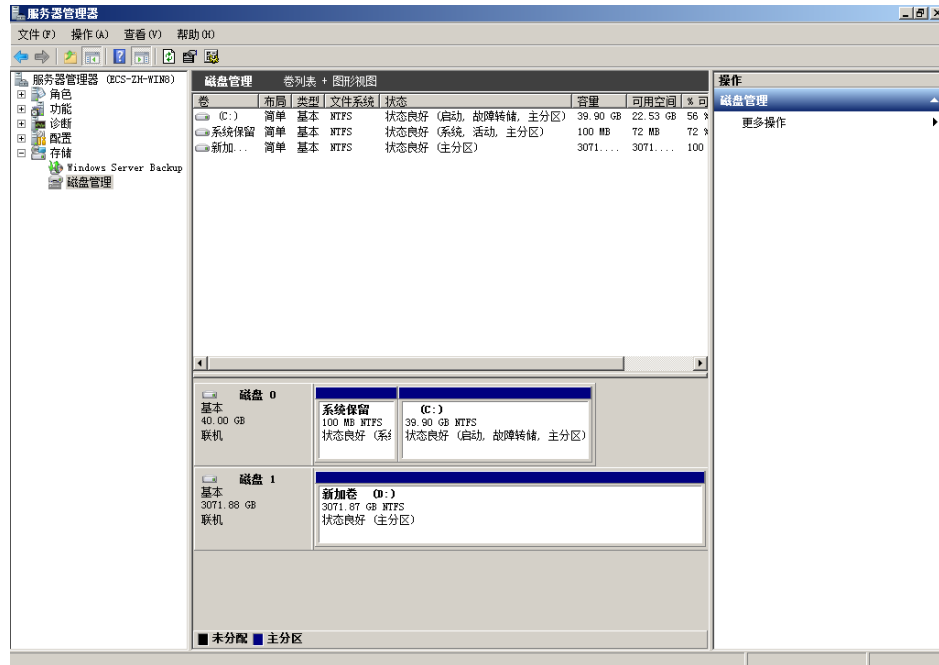 服务器管理器
文件(F) 操作(A) 查看(V) 帮助(H)
服务器管理器 (ECS-ZH-WIN8)
角色
功能
诊断
配置
存储
Windows Server Backup
磁盘管理
磁盘管理 卷列表 + 图形视图
卷 布局 类型 文件系统 状态 容量 可用空间 % 可
(C:) 简单 基本 NTFS 状态良好 (启动, 故障转储, 主分区) 39.90 GB 22.53 GB 56 %
系统保留 简单 基本 NTFS 状态良好 (系统, 活动, 主分区) 100 MB 72 MB 72 %
新加... 简单 基本 NTFS 状态良好 (主分区) 3071.... 3071.... 100
磁盘 0
基本
40.00 GB
联机
系统保留
100 MB NTFS
状态良好 (系
(C:)
39.90 GB NTFS
状态良好 (启动, 故障转储, 主分区)
磁盘 1
基本
3071.88 GB
联机
新加卷 (D:)
3071.87 GB NTFS
状态良好 (主分区)
未分配 主分区
操作
磁盘管理
更多操作